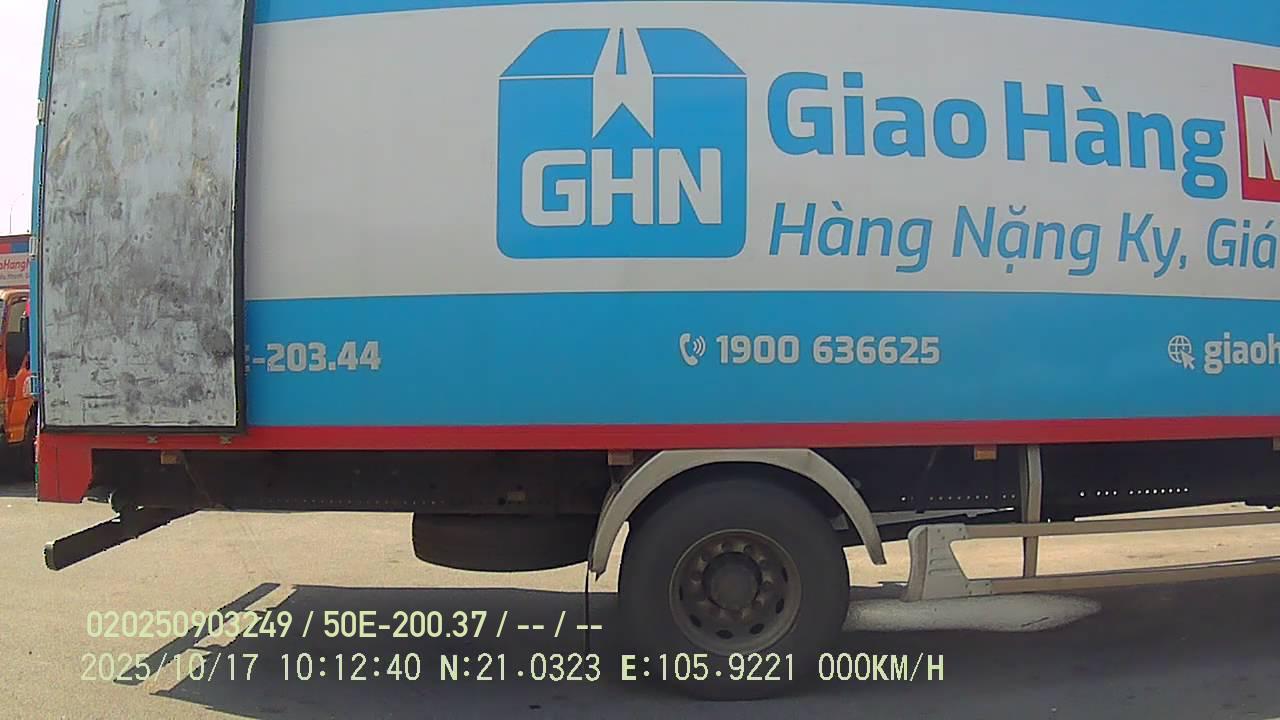 GHN
Giao Hàng N
Hàng Nặng Ky, Giá
-203.44
1900 636625
giaoh
020250903249 / 50E-200.37 / -- / --
2025/10/17 10:12:40 N:21.0323 E:105.9221 000KM/H